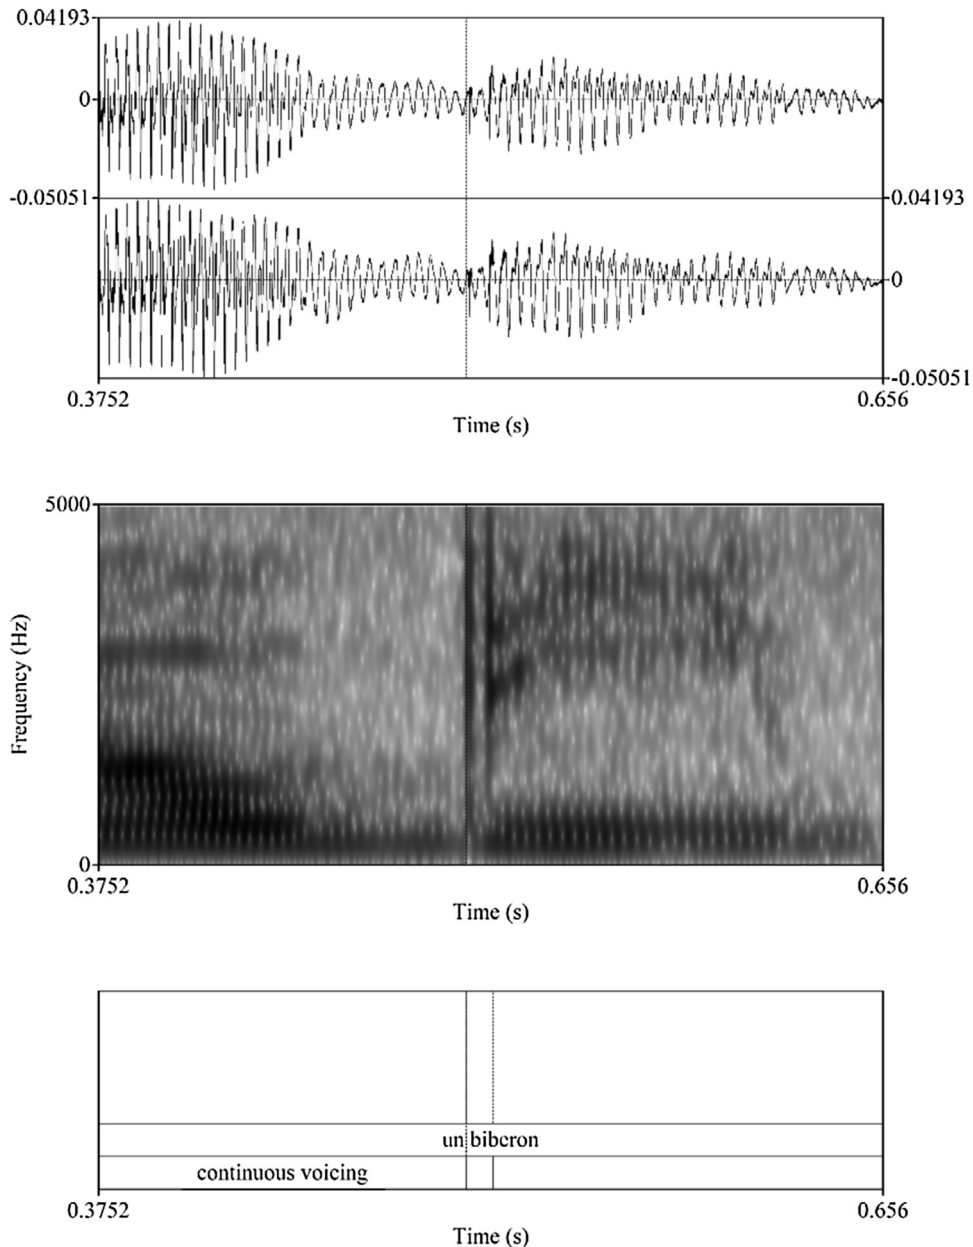 0.04193
0
-0.05051
0.04193
0
-0.05051
0.3752
0.656
Time (s)
5000
Frequency (Hz)
0
0.3752
0.656
Time (s)
un biberon
continuous voicing
0.3752
0.656
Time (s)